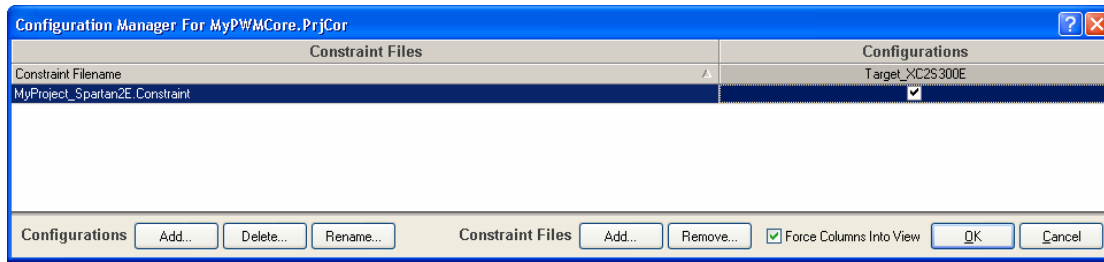 Configuration Manager For MyPWMCore.PrjCor
Constraint Files Configurations
Constraint Filename Target_XC2S300E
MyProject_Spartan2E.Constraint
Configurations Add... Delete... Rename... Constraint Files Add... Remove... Force Columns Into View OK Cancel